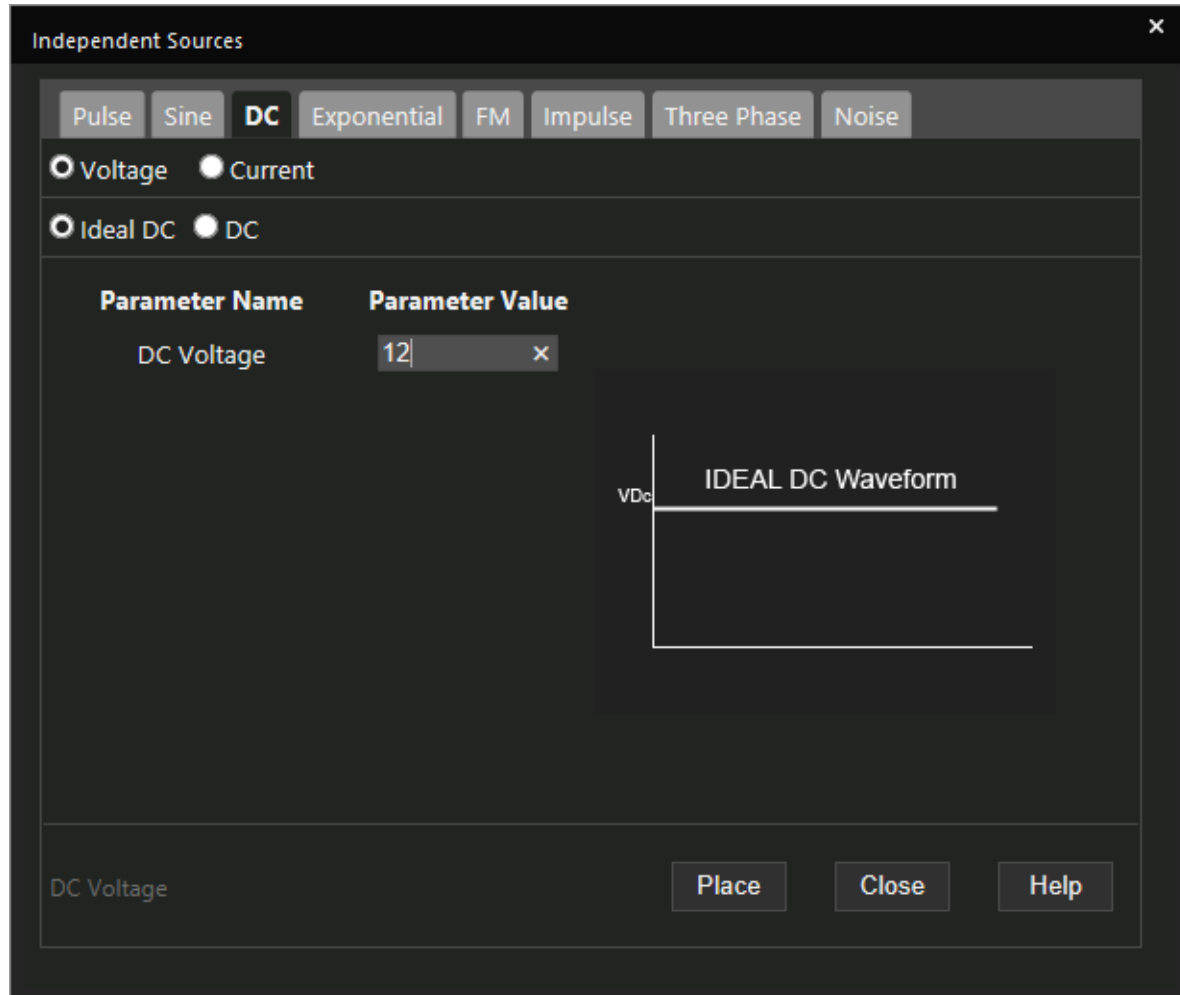 Independent Sources ×
Pulse Sine DC Exponential FM Impulse Three Phase Noise
Voltage Current
Ideal DC DC
Parameter Name Parameter Value
DC Voltage 12 ×
IDEAL DC Waveform
VDc
DC Voltage Place Close Help